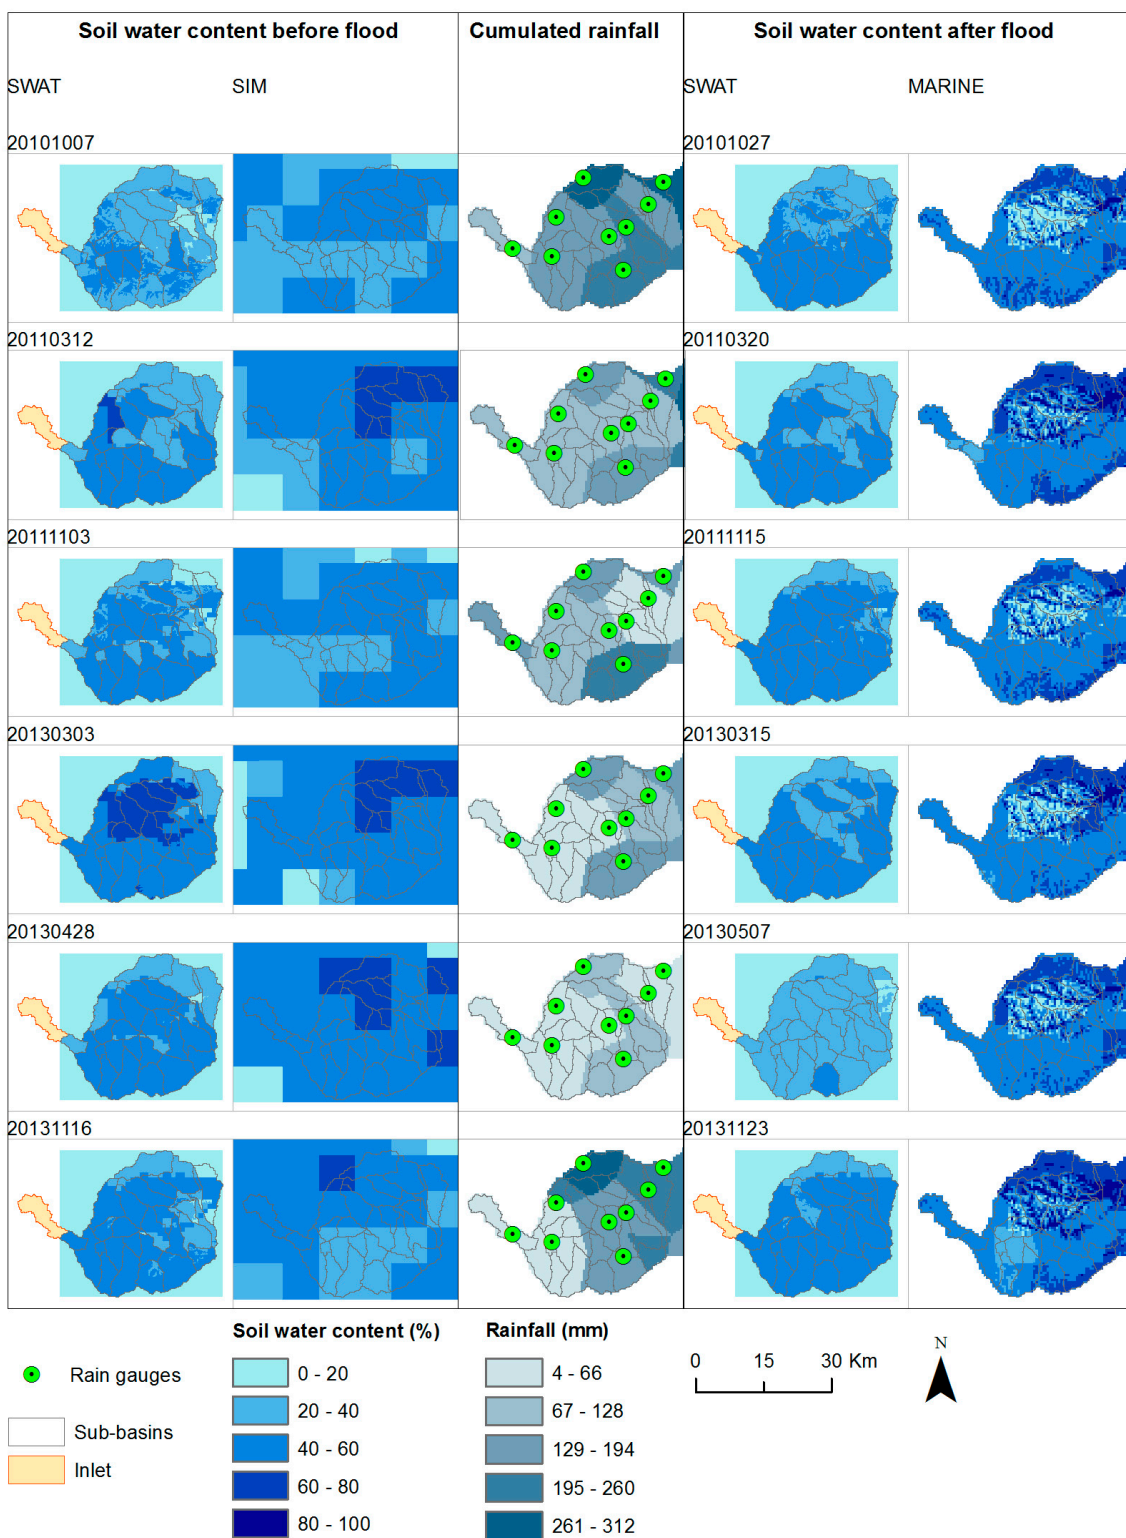 Soil water content before flood
Cumulated rainfall
Soil water content after flood
SWAT
SIM
SWAT
MARINE
20101007
20101027
20110312
20110320
20111103
20111115
20130303
20130315
20130428
20130507
20131116
20131123
Rain gauges
Sub-basins
Inlet
Soil water content (%)
0 - 20
20 - 40
40 - 60
60 - 80
80 - 100
Rainfall (mm)
4 - 66
67 - 128
129 - 194
195 - 260
261 - 312
0 15 30 Km
N